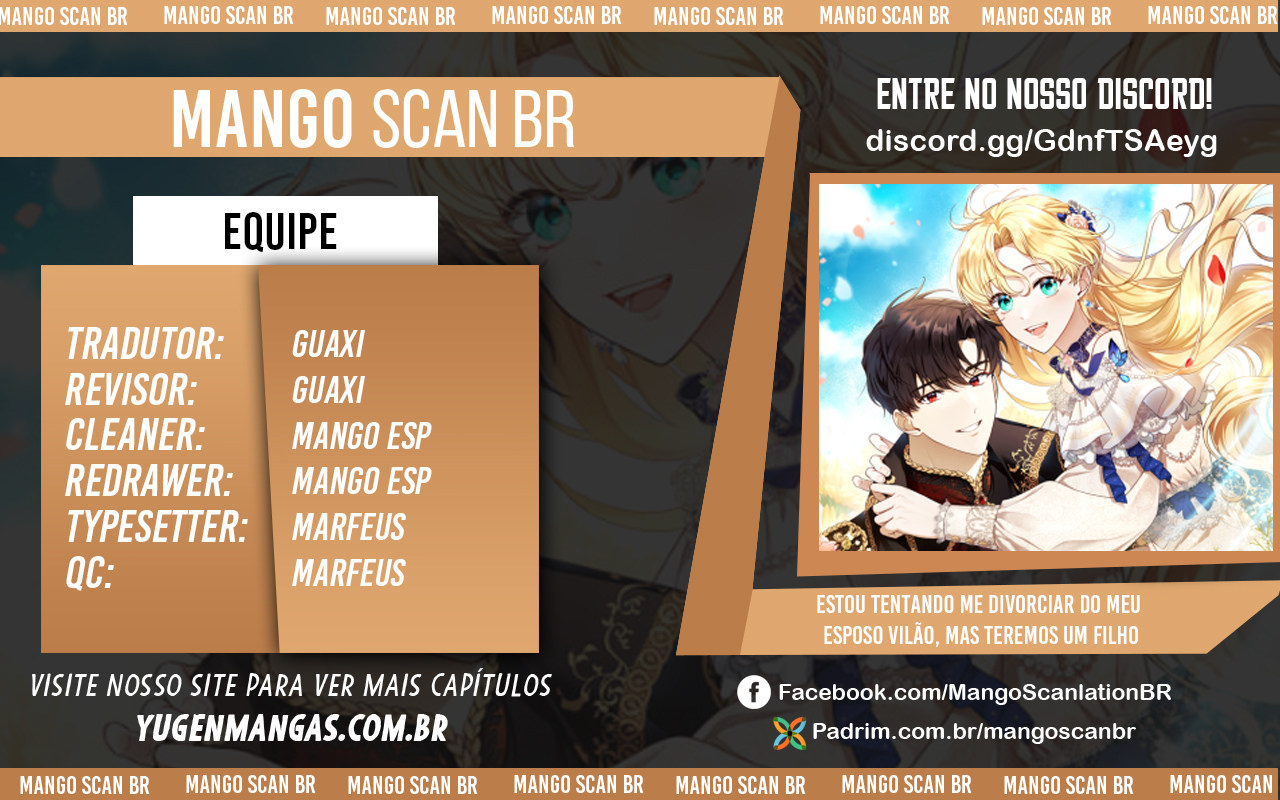 MANGO SCAN BR MANGO SCAN BR MANGO SCAN BR MANGO SCAN BR MANGO SCAN BR MANGO SCAN BR MANGO SCAN BR MANGO SCAN BR
MANGO SCAN BR
EQUIPE
TRADUTOR: GUAXI
REVISOR: GUAXI
CLEANER: MANGO ESP
REDRAWER: MANGO ESP
TYPESETTER: MARFEUS
QC: MARFEUS
VISITE NOSSO SITE PARA VER MAIS CAPÍTULOS
YUGENMANGAS.COM.BR
ENTRE NO NOSSO DISCORD!
discord.gg/GdnfTSAeyg
ESTOU TENTANDO ME DIVORCIAR DO MEU
ESPOSO VILÃO, MAS TEREMOS UM FILHO
Facebook.com/MangoScanlationBR
Padrim.com.br/mangoscanbr
MANGO SCAN BR MANGO SCAN BR MANGO SCAN BR MANGO SCAN BR MANGO SCAN BR MANGO SCAN BR MANGO SCAN BR MANGO SCAN